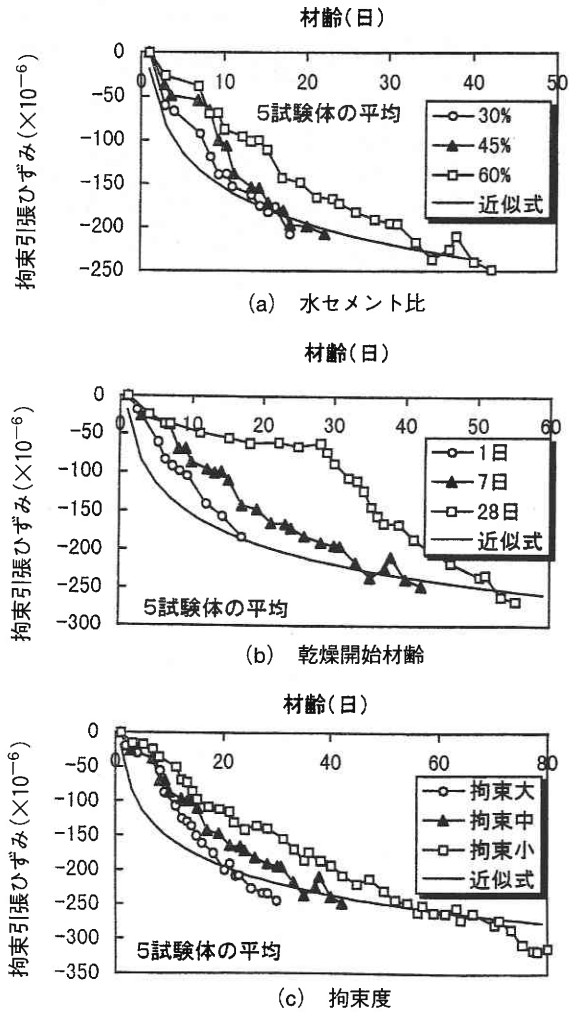 材齢(日)
0
-50
-100
-150
-200
-250
0 10 20 30 40 50
拘束引張ひずみ(×10⁻⁶)
5試験体の平均
30%
45%
60%
近似式
(a) 水セメント比
材齢(日)
0
-50
-100
-150
-200
-250
-300
0 10 20 30 40 50 60
拘束引張ひずみ(×10⁻⁶)
5試験体の平均
1日
7日
28日
近似式
(b) 乾燥開始材齢
材齢(日)
0
-50
-100
-150
-200
-250
-300
-350
0 20 40 60 80
拘束引張ひずみ(×10⁻⁶)
5試験体の平均
拘束大
拘束中
拘束小
近似式
(c) 拘束度